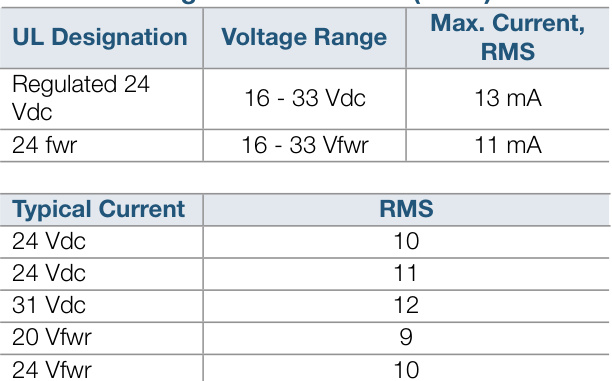 UL Designation Voltage Range Max. Current,
RMS
Regulated 24
Vdc 16 - 33 Vdc 13 mA
24 fwr 16 - 33 Vfwr 11 mA
Typical Current RMS
24 Vdc 10
24 Vdc 11
31 Vdc 12
20 Vfwr 9
24 Vfwr 10